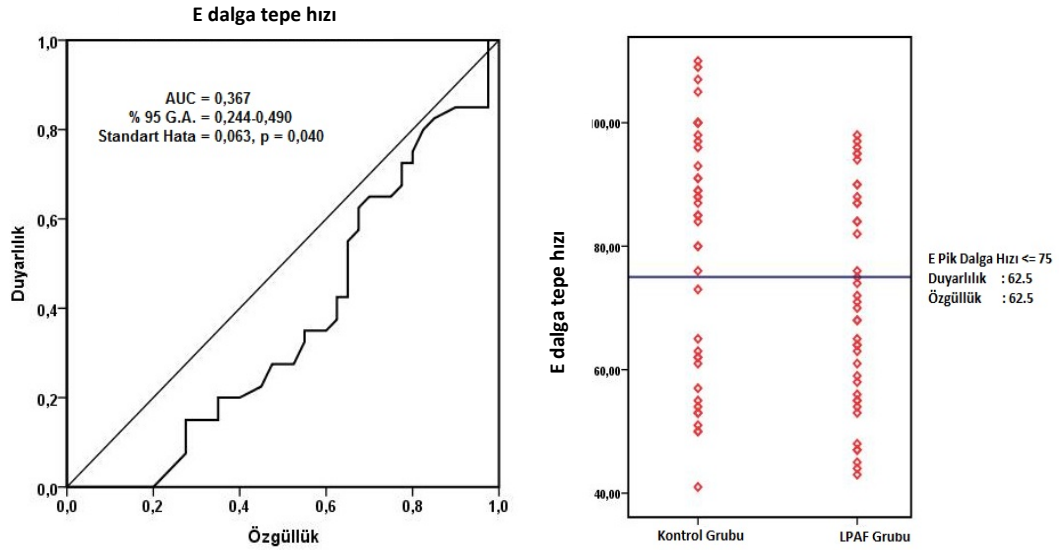 E dalga tepe hızı
AUC = 0,367
% 95 G.A. = 0,244-0,490
Standart Hata = 0,063, p = 0,040
Duyarlılık
1,0
0,8
0,6
0,4
0,2
0,0
0,0 0,2 0,4 0,6 0,8 1,0
Özgüllük
E dalga tepe hızı
100,00
80,00
60,00
40,00
Kontrol Grubu LPAF Grubu
E Pik Dalga Hızı <= 75
Duyarlılık : 62.5
Özgüllük : 62.5